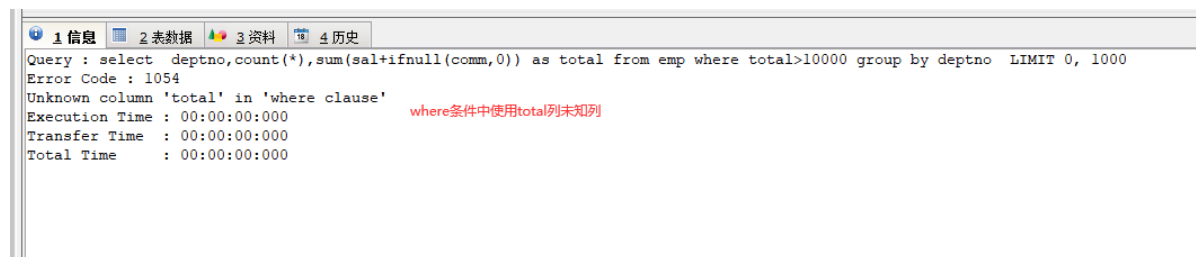 1 信息 2 表数据 3 资料 18 4 历史
Query : select deptno,count(*),sum(sal+ifnull(comm,0)) as total from emp where total>10000 group by deptno LIMIT 0, 1000
Error Code : 1054
Unknown column 'total' in 'where clause'
where条件中使用total列未知列
Execution Time : 00:00:00:000
Transfer Time : 00:00:00:000
Total Time : 00:00:00:000